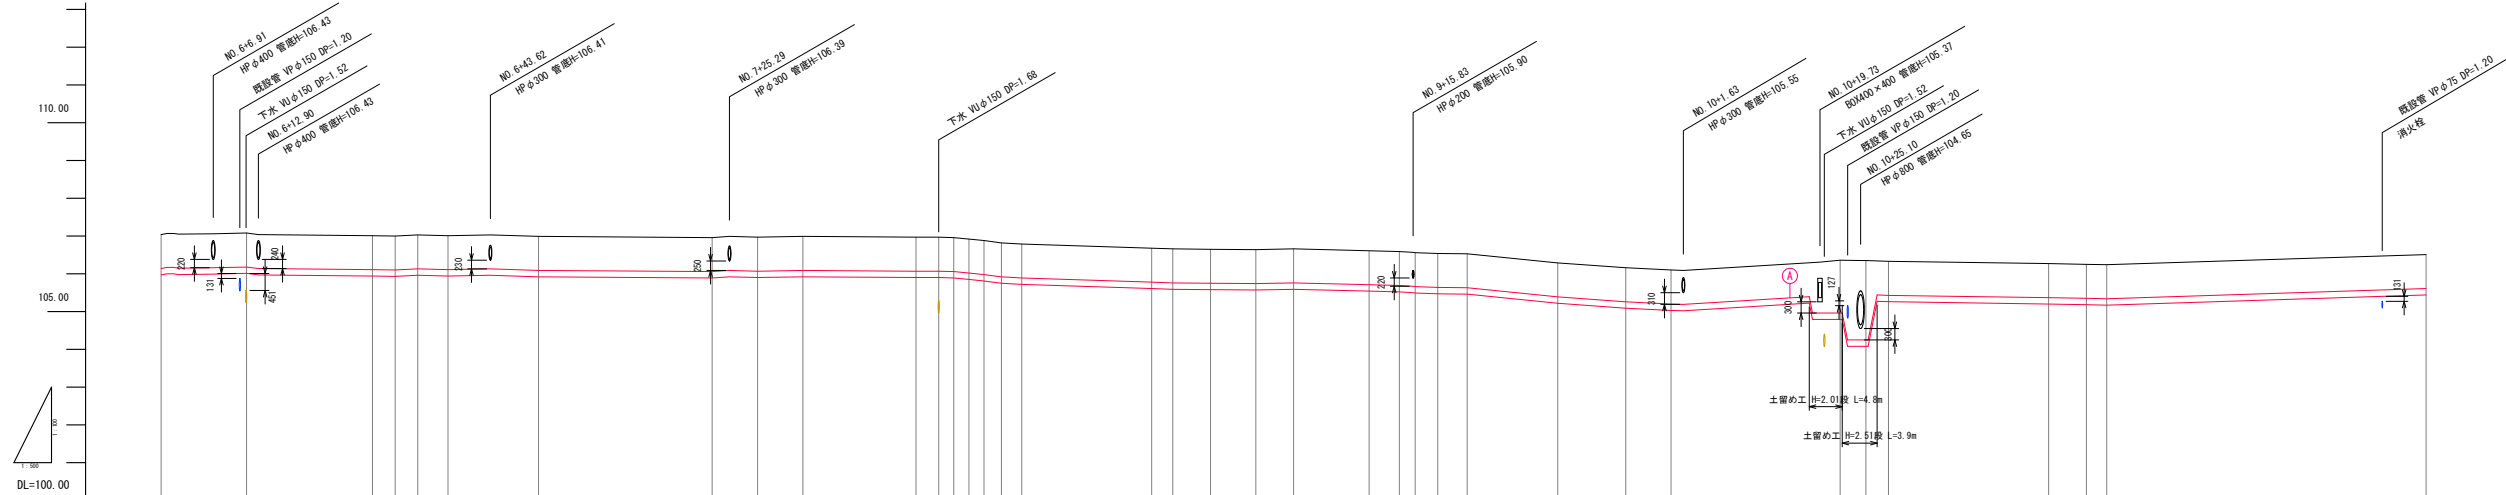 NO.6+6.91
HPφ400 管底H=106.43
既設管 VPφ150 DP=1.20
下水 VUφ150 DP=1.52
NO.6+12.90
HPφ400 管底H=106.43
NO.6+43.62
HPφ300 管底H=106.41
NO.7+25.29
HPφ300 管底H=106.39
下水 VUφ150 DP=1.68
NO.9+15.83
HPφ200 管底H=105.90
NO.10+1.63
HPφ300 管底H=105.55
NO.10+19.73
BOX400×400 管底H=105.37
下水 VUφ150 DP=1.52
既設管 VPφ150 DP=1.20
NO.10+25.10
HPφ800 管底H=104.65
既設管 VPφ75 DP=1.20
消火栓
110.00
220
131
240
451
230
250
220
310
A
300
127
300
131
105.00
土留め工 H=2.01段 L=4.8m
土留め工 H=2.51段 L=3.9m
1:100
1:500
DL=100.00